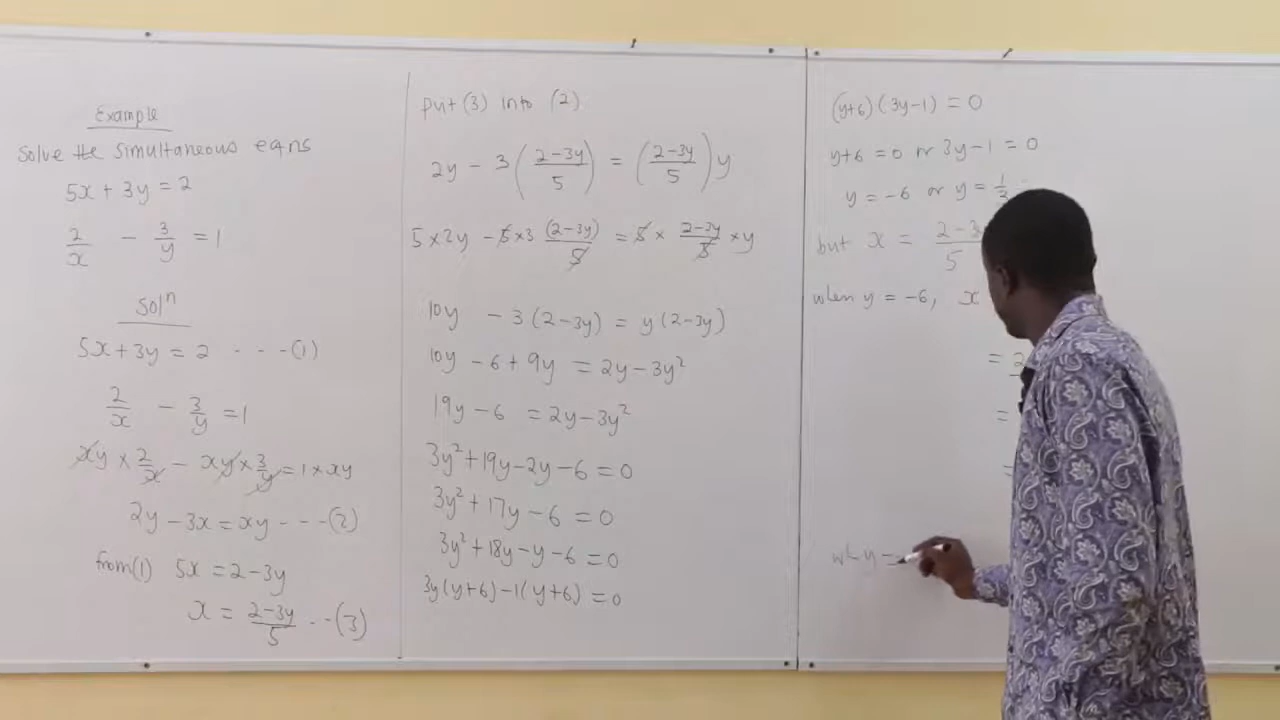 Example
Solve the simultaneous eqns
5x + 3y = 2
2/x - 3/y = 1
Solⁿ
5x + 3y = 2 - - - (1)
2/x - 3/y = 1
xy × 2/x - xy × 3/y = 1 × xy
2y - 3x = xy - - - (2)
from (1) 5x = 2 - 3y
x = (2-3y)/5 - - (3)
put (3) into (2)
2y - 3((2-3y)/5) = ((2-3y)/5)y
5 × 2y - 5 × 3 (2-3y)/5 = 5 × (2-3y)/5 × y
10y - 3(2-3y) = y(2-3y)
10y - 6 + 9y = 2y - 3y²
19y - 6 = 2y - 3y²
3y² + 19y - 2y - 6 = 0
3y² + 17y - 6 = 0
3y² + 18y - y - 6 = 0
3y(y+6) - 1(y+6) = 0
(y+6)(3y-1) = 0
y+6 = 0 or 3y-1 = 0
y = -6 or y =
but x = 2-3 / 5
when y = -6, x
= 2
=
=
wh y =